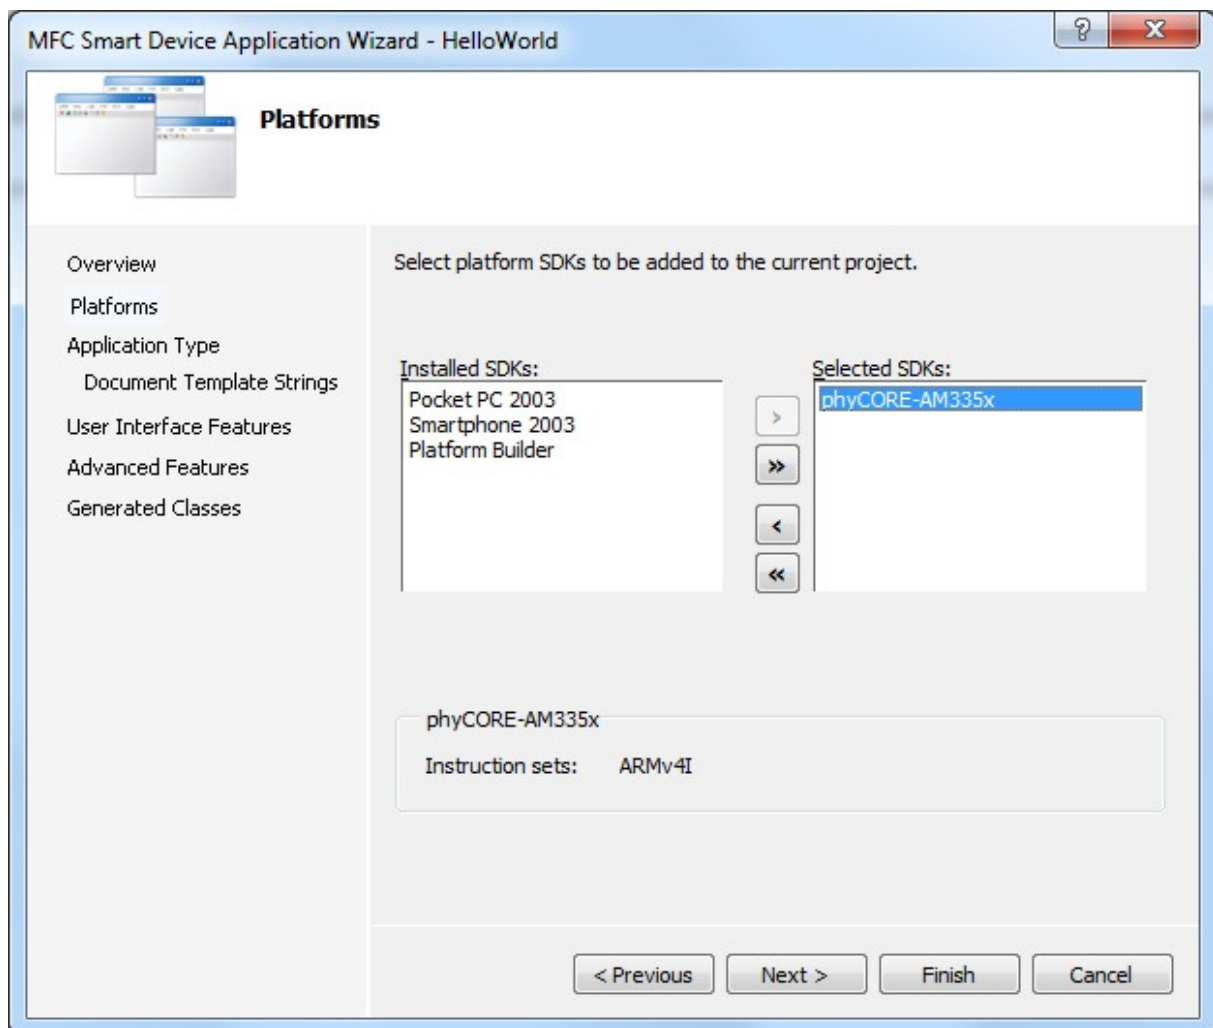 MFC Smart Device Application Wizard - HelloWorld
?
X
Platforms
Overview
Platforms
Application Type
Document Template Strings
User Interface Features
Advanced Features
Generated Classes
Select platform SDKs to be added to the current project.
Installed SDKs:
Pocket PC 2003
Smartphone 2003
Platform Builder
>
>>
<
<<
Selected SDKs:
phyCORE-AM335x
phyCORE-AM335x
Instruction sets: ARMv4I
< Previous
Next >
Finish
Cancel